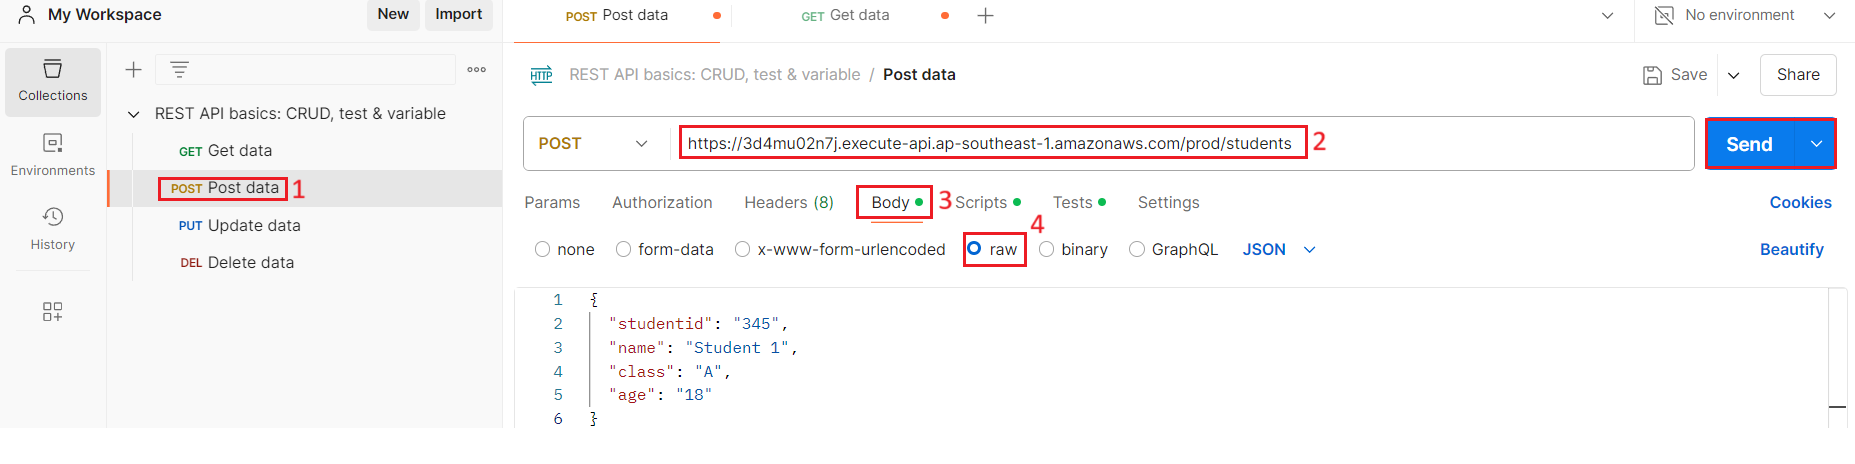 My Workspace
New
Import
POST Post data
GET Get data
No environment
Collections
Environments
History
REST API basics: CRUD, test & variable
GET Get data
POST Post data 1
PUT Update data
DEL Delete data
HTTP REST API basics: CRUD, test & variable / Post data
Save
Share
POST
https://3d4mu02n7j.execute-api.ap-southeast-1.amazonaws.com/prod/students 2
Send
Params Authorization Headers (8) Body 3 Scripts Tests Settings
Cookies
4
none form-data x-www-form-urlencoded raw binary GraphQL JSON
Beautify
1 {
2 "studentid": "345",
3 "name": "Student 1",
4 "class": "A",
5 "age": "18"
6 }